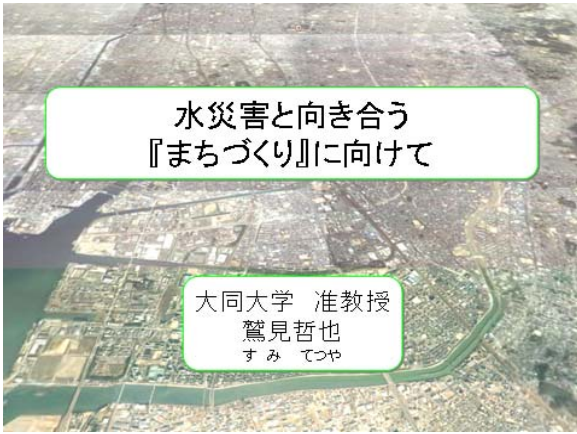 水災害と向き合う
『まちづくり』に向けて
大同大学　准教授
鷲見哲也
す み　てつや